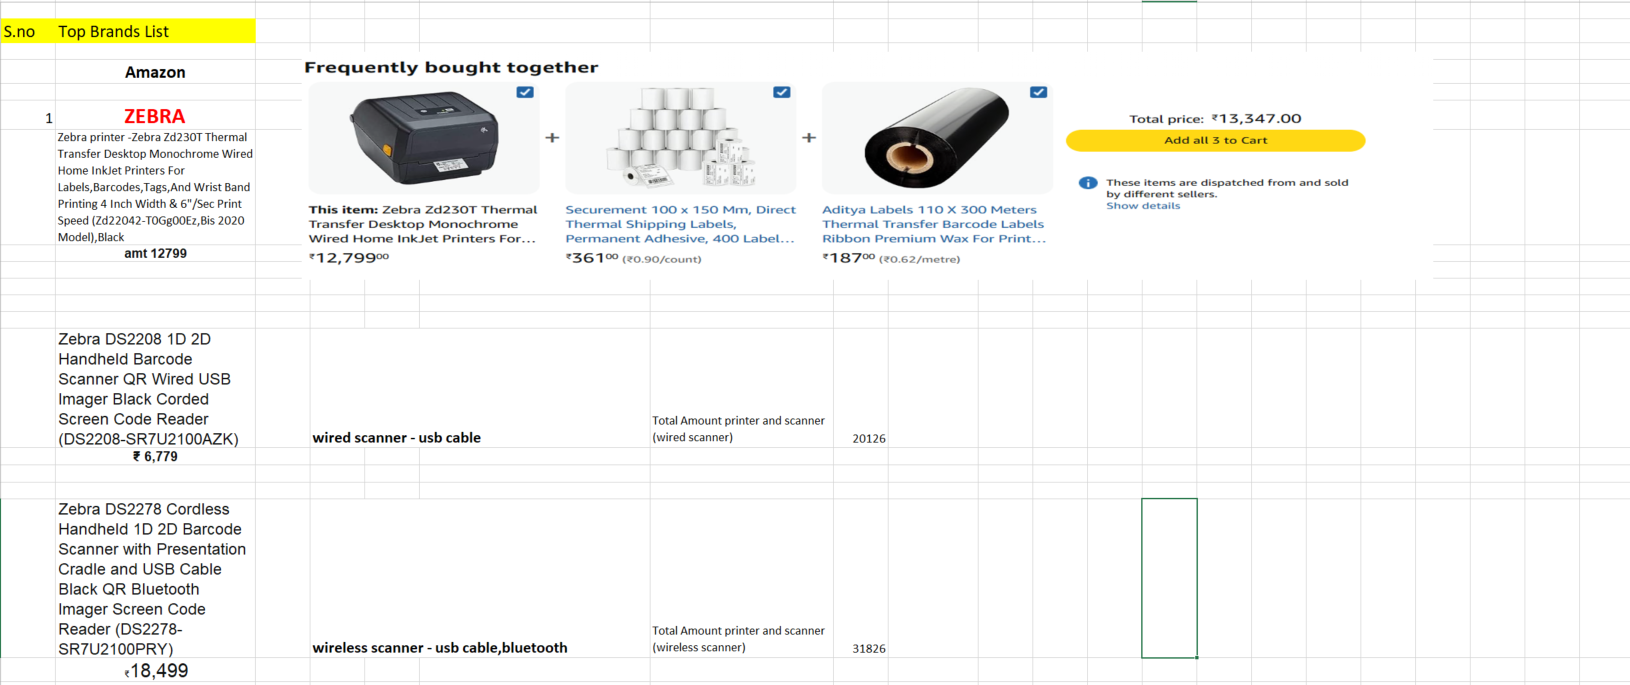 S.no Top Brands List
Amazon
1 ZEBRA
Zebra printer -Zebra Zd230T Thermal
Transfer Desktop Monochrome Wired
Home InkJet Printers For
Labels,Barcodes,Tags,And Wrist Band
Printing 4 Inch Width & 6"/Sec Print
Speed (Zd22042-T0Gg00Ez,Bis 2020
Model),Black
amt 12799
Frequently bought together
+
+
This item: Zebra Zd230T Thermal
Transfer Desktop Monochrome
Wired Home InkJet Printers For...
₹12,79900
Securement 100 x 150 Mm, Direct
Thermal Shipping Labels,
Permanent Adhesive, 400 Label...
₹36100 (₹0.90/count)
Aditya Labels 110 X 300 Meters
Thermal Transfer Barcode Labels
Ribbon Premium Wax For Print...
₹18700 (₹0.62/metre)
Total price: ₹13,347.00
Add all 3 to Cart
These items are dispatched from and sold
by different sellers.
Show details
Zebra DS2208 1D 2D
Handheld Barcode
Scanner QR Wired USB
Imager Black Corded
Screen Code Reader
(DS2208-SR7U2100AZK)
₹ 6,779
wired scanner - usb cable
Total Amount printer and scanner
(wired scanner)
20126
Zebra DS2278 Cordless
Handheld 1D 2D Barcode
Scanner with Presentation
Cradle and USB Cable
Black QR Bluetooth
Imager Screen Code
Reader (DS2278-
SR7U2100PRY)
₹18,499
wireless scanner - usb cable,bluetooth
Total Amount printer and scanner
(wireless scanner)
31826